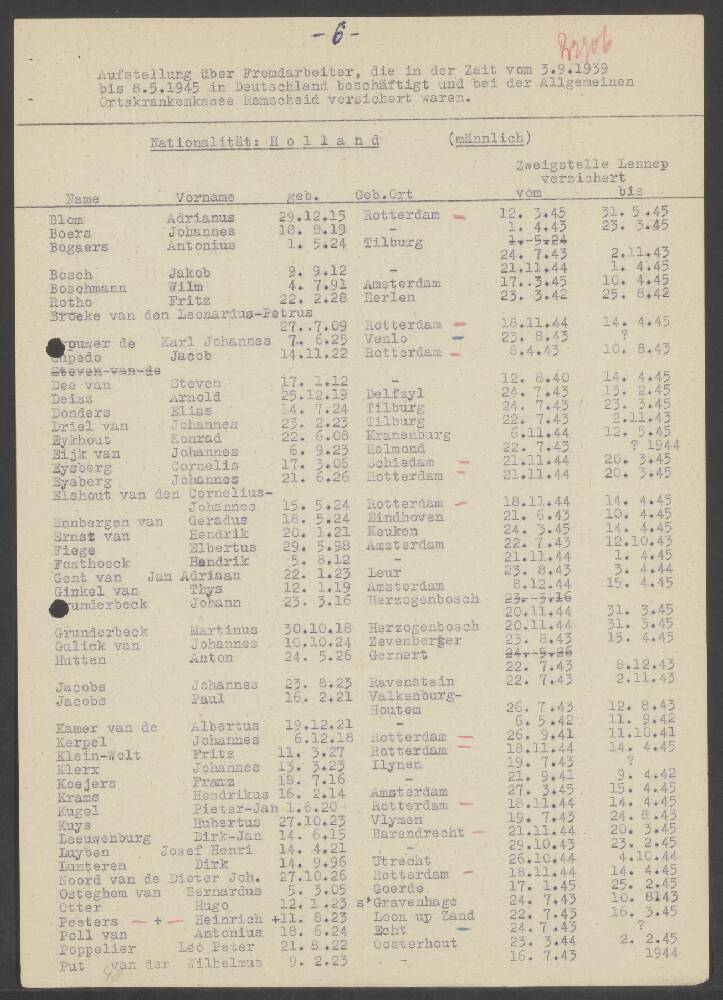 - 6 -
Aufstellung über Fremdarbeiter, die in der Zeit vom 3.9.1939
bis 8.5.1945 in Deutschland beschäftigt und bei der Allgemeinen
Ortskrankenkasse Remscheid versichert waren.
Nationalität: H o l l a n d (männlich)
Zweigstelle Lennep
versichert
Name Vorname geb. Geb.Ort vom bis
Blom Adrianus 29.12.15 Rotterdam - 12. 3.45 31. 5.45
Boers Johannes 18. 8.19 - 1. 4.43 23. 3.45
Bogaers Antonius 1. 5.24 Tilburg 1. 5.24
24. 7.43 2.11.43
Bosch Jakob 9. 9.12 - 21.11.44 1. 4.45
Boschmann Wilm 4. 7.91 Amsterdam 17. 3.45 10. 4.45
Rotho Fritz 22. 2.28 Herlen 23. 3.42 25. 8.42
Broeke van den Leonardus-Petrus
27. 7.09 Rotterdam - 18.11.44 14. 4.45
rouwer de Karl Johannes 7. 6.25 Venlo - 23. 8.43 ?
Cupedo Jacob 14.11.22 Rotterdam - 8.4.43 10. 8.43
Steven van de
Dee van Steven 17. 1.12 - 12. 8.40 14. 4.45
Deisz Arnold 25.12.19 Delfzyl 24. 7.43 15. 2.45
Donders Elias 14. 7.24 Tilburg 24. 7.43 23. 3.45
Driel van Johannes 23. 2.23 Tilburg 22. 7.43 2.11.43
Eykhout Konrad 22. 6.08 Kranenburg 6.11.44 12. 5.45
Eijk van Johannes 6. 9.23 Helmond 22. 7.43 ? 1944
Eysberg Cornelis 17. 3.06 Schiedam - 21.11.44 20. 3.45
Eysberg Johannes 21. 6.26 Rotterdam - 21.11.44 20. 3.45
Elshout van den Cornelius-
Johannes 15. 5.24 Rotterdam - 18.11.44 14. 4.45
Ennbergen van Geradus 18. 5.24 Eindhoven 21. 6.43 10. 4.45
Ernst van Hendrik 20. 1.21 Keuken 24. 3.45 14. 4.45
Fiege Elbertus 29. 5.98 Amsterdam 22. 7.43 12.10.43
Fosthoeck Hendrik 5. 8.12 - 21.11.44 1. 4.45
Gent van Jan Adriaan 22. 1.23 Leur 23. 8.43 3. 4.44
Ginkel van Thys 12. 1.19 Amsterdam 8.12.44 15. 4.45
runderbeck Johann 23. 3.16 Herzogenbosch 23. 3.16
20.11.44 31. 3.45
Grunderbeck Martinus 30.10.18 Herzogenbosch 20.11.44 31. 3.45
Gulick van Johannes 10.10.24 Zevenberger 23. 8.43 15. 4.45
Hutten Anton 24. 5.26 Gernert 24. 5.26
22. 7.43 8.12.43
Jacobs Johannes 23. 8.23 Ravenstein 22. 7.43 2.11.43
Jacobs Paul 16. 2.21 Valkenburg-
Houtem 26. 7.43 12. 8.43
Kamer van de Albertus 19.12.21 - 6. 5.42 11. 9.42
Kerpel Johannes 6.12.18 Rotterdam - 26. 9.41 11.10.41
Klein-Wolt Fritz 11. 3.27 Rotterdam - 18.11.44 14. 4.45
Klerx Johannes 13. 3.23 Ilynen 19. 7.43 ?
Koejers Franz 18. 7.16 - 21. 9.41 9. 4.42
Krams Hendrikus 16. 2.14 Amsterdam 27. 3.45 15. 4.45
Kugel Pieter-Jan 1.6.20 Rotterdam - 18.11.44 14. 4.45
Kuys Hubertus 27.10.23 Vlymen 19. 7.43 24. 8.43
Leeuwenburg Dirk-Jan 14. 6.15 Barendrecht - 21.11.44 20. 3.45
Luyben Josef Henri 14. 4.21 - 29.10.43 23. 2.45
Lunteren Dirk 14. 9.96 Utrecht 26.10.44 4.10.44
Noord van de Dieter Joh. 27.10.26 Rotterdam - 18.11.44 14. 4.45
Osteghem van Bernardus 5. 3.05 Goerde 17. 1.45 25. 2.45
Otter Hugo 12. 1.23 s'Gravenhage 24. 7.43 10. 8.43
Peeters - + - Heinrich +11. 8.23 Loon up Zand 22. 7.43 16. 3.45
Poll van Antonius 18. 6.24 Echt - 24. 7.43 ?
Poppelier Leo Peter 21. 8.22 Oosterhout 23. 3.44 2. 2.45
Put van der Wilhelmus 9. 2.23 - 16. 7.43 1944